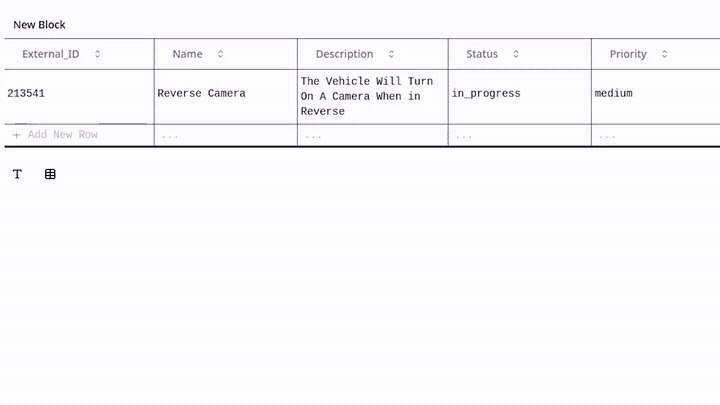 New Block
External_ID Name Description Status Priority
213541 Reverse Camera The Vehicle Will Turn On A Camera When in Reverse in_progress medium
+ Add New Row ... ... ... ...
T